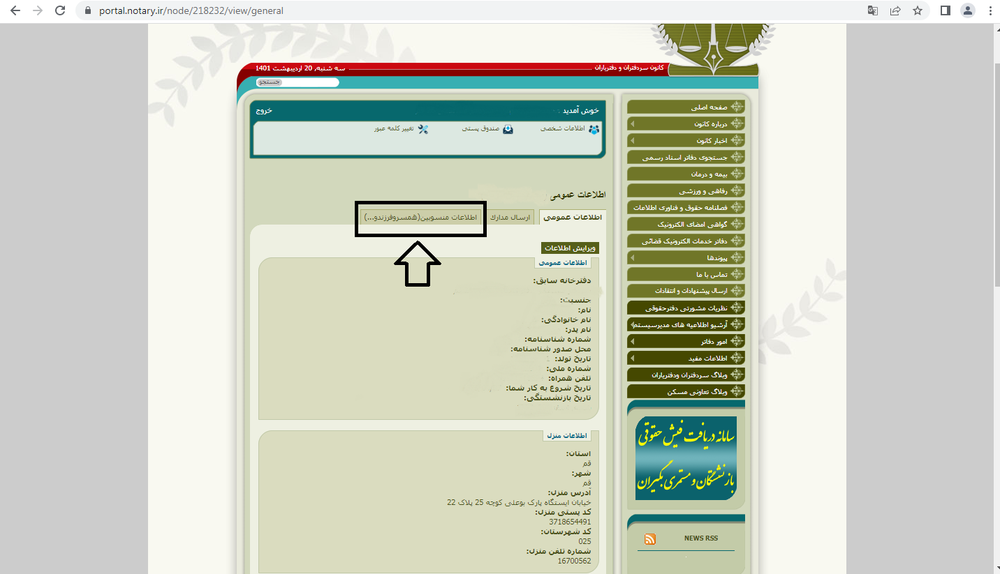 portal.notary.ir/node/218232/view/general
کانون سردفتران و دفتریاران
سه شنبه, 20 اردیبهشت 1401
جستجو
صفحه اصلی
درباره کانون
اخبار کانون
جستجوی دفاتر اسناد رسمی
بیمه و درمان
رفاهی و ورزشی
فصلنامه حقوق و فناوری اطلاعات
گواهی امضای الکترونیک
دفاتر خدمات الکترونیک قضائی
پیوندها
تماس با ما
ارسال پیشنهادات و انتقادات
نظریات مشورتی دفترحقوقی
آرشیو اطلاعیه های مدیرسیستم
امور دفاتر
اطلاعات مفید
وبلاگ سردفتران ودفتریاران
وبلاگ تعاونی مسکن
سامانه دریافت فیش حقوقی
بازنشستگان و مستمری بگیران
NEWS RSS
خوش آمدید
خروج
اطلاعات شخصی
صندوق پستی
تغییر کلمه عبور
اطلاعات عمومی
اطلاعات عمومی
ارسال مدارک
اطلاعات منسوبین(همسروفرزندو...)
ویرایش اطلاعات
اطلاعات عمومی
دفترخانه سابق:
جنسیت:
نام:
نام خانوادگی:
نام پدر:
شماره شناسنامه:
محل صدور شناسنامه:
تاریخ تولد:
شماره ملی:
تلفن همراه:
تاریخ شروع به کار شما:
تاریخ بازنشستگی:
اطلاعات منزل
استان:
قم
شهر:
قم
آدرس منزل:
خیابان ایستگاه پارک بوعلی کوچه 25 پلاک 22
کد پستی منزل:
3718654491
کد شهرستان:
025
شماره تلفن منزل:
16700562